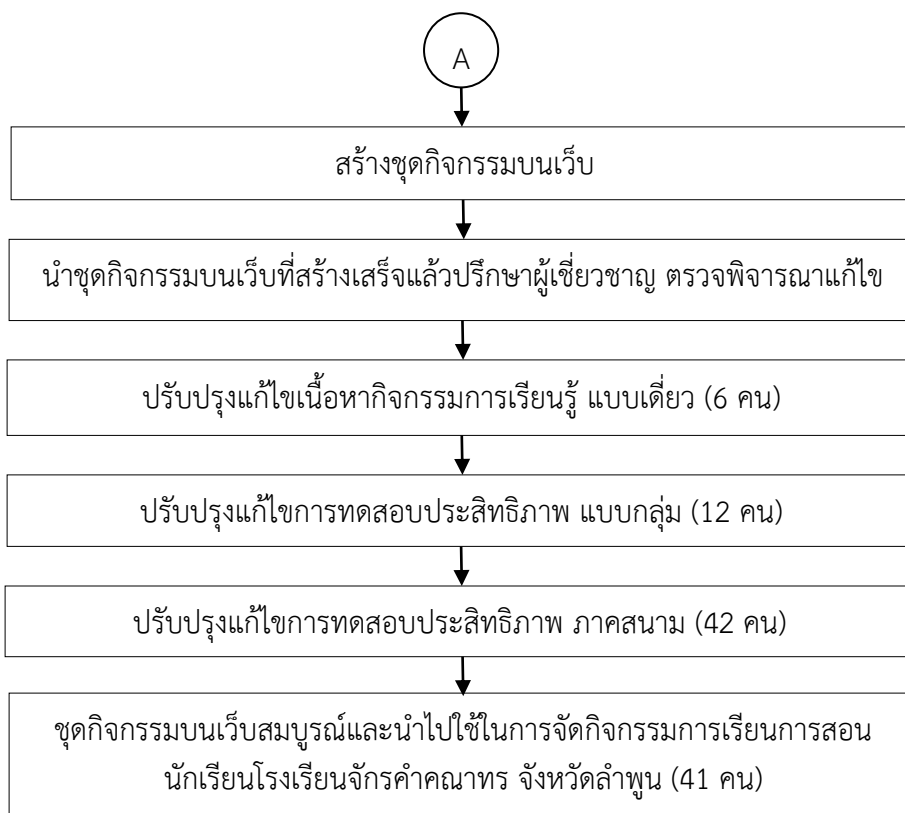 A
สร้างชุดกิจกรรมบนเว็บ
นำชุดกิจกรรมบนเว็บที่สร้างเสร็จแล้วปรึกษาผู้เชี่ยวชาญ ตรวจพิจารณาแก้ไข
ปรับปรุงแก้ไขเนื้อหากิจกรรมการเรียนรู้ แบบเดี่ยว (6 คน)
ปรับปรุงแก้ไขการทดสอบประสิทธิภาพ แบบกลุ่ม (12 คน)
ปรับปรุงแก้ไขการทดสอบประสิทธิภาพ ภาคสนาม (42 คน)
ชุดกิจกรรมบนเว็บสมบูรณ์และนำไปใช้ในการจัดกิจกรรมการเรียนการสอน
นักเรียนโรงเรียนจักรคำคณาทร จังหวัดลำพูน (41 คน)